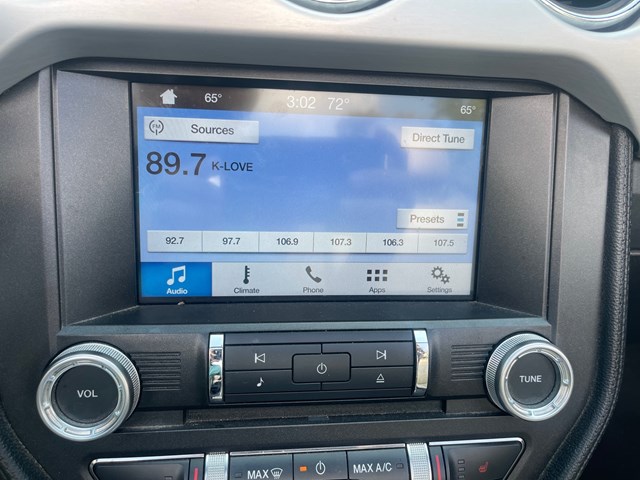 65° 3:02 72° 65°
FM Sources Direct Tune
89.7 K-LOVE
Presets
92.7 97.7 106.9 107.3 106.3 107.5
Audio Climate Phone Apps Settings
VOL TUNE
MAX MAX A/C